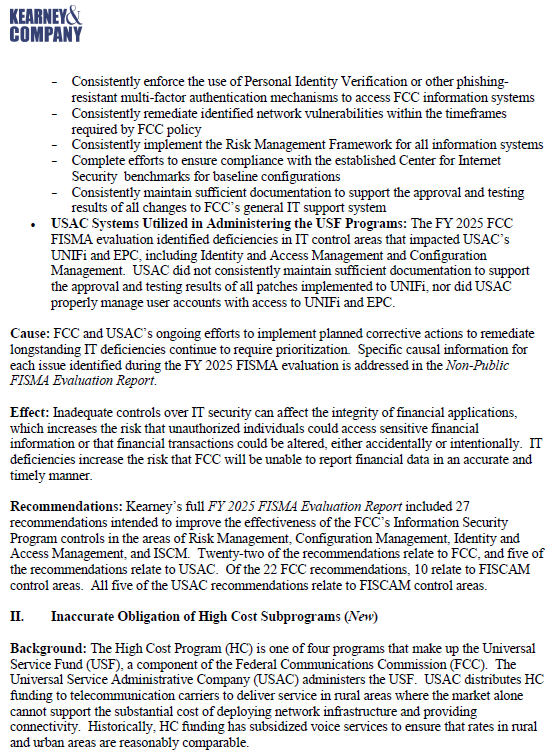 KEARNEY&
COMPANY
– Consistently enforce the use of Personal Identity Verification or other phishing-
resistant multi-factor authentication mechanisms to access FCC information systems
– Consistently remediate identified network vulnerabilities within the timeframes
required by FCC policy
– Consistently implement the Risk Management Framework for all information systems
– Complete efforts to ensure compliance with the established Center for Internet
Security benchmarks for baseline configurations
– Consistently maintain sufficient documentation to support the approval and testing
results of all changes to FCC's general IT support system
• USAC Systems Utilized in Administering the USF Programs: The FY 2025 FCC
FISMA evaluation identified deficiencies in IT control areas that impacted USAC's
UNIFi and EPC, including Identity and Access Management and Configuration
Management. USAC did not consistently maintain sufficient documentation to support
the approval and testing results of all patches implemented to UNIFi, nor did USAC
properly manage user accounts with access to UNIFi and EPC.
Cause: FCC and USAC's ongoing efforts to implement planned corrective actions to remediate
longstanding IT deficiencies continue to require prioritization. Specific causal information for
each issue identified during the FY 2025 FISMA evaluation is addressed in the Non-Public
FISMA Evaluation Report.
Effect: Inadequate controls over IT security can affect the integrity of financial applications,
which increases the risk that unauthorized individuals could access sensitive financial
information or that financial transactions could be altered, either accidentally or intentionally. IT
deficiencies increase the risk that FCC will be unable to report financial data in an accurate and
timely manner.
Recommendations: Kearney's full FY 2025 FISMA Evaluation Report included 27
recommendations intended to improve the effectiveness of the FCC's Information Security
Program controls in the areas of Risk Management, Configuration Management, Identity and
Access Management, and ISCM. Twenty-two of the recommendations relate to FCC, and five of
the recommendations relate to USAC. Of the 22 FCC recommendations, 10 relate to FISCAM
control areas. All five of the USAC recommendations relate to FISCAM control areas.
II. Inaccurate Obligation of High Cost Subprograms (New)
Background: The High Cost Program (HC) is one of four programs that make up the Universal
Service Fund (USF), a component of the Federal Communications Commission (FCC). The
Universal Service Administrative Company (USAC) administers the USF. USAC distributes HC
funding to telecommunication carriers to deliver service in rural areas where the market alone
cannot support the substantial cost of deploying network infrastructure and providing
connectivity. Historically, HC funding has subsidized voice services to ensure that rates in rural
and urban areas are reasonably comparable.